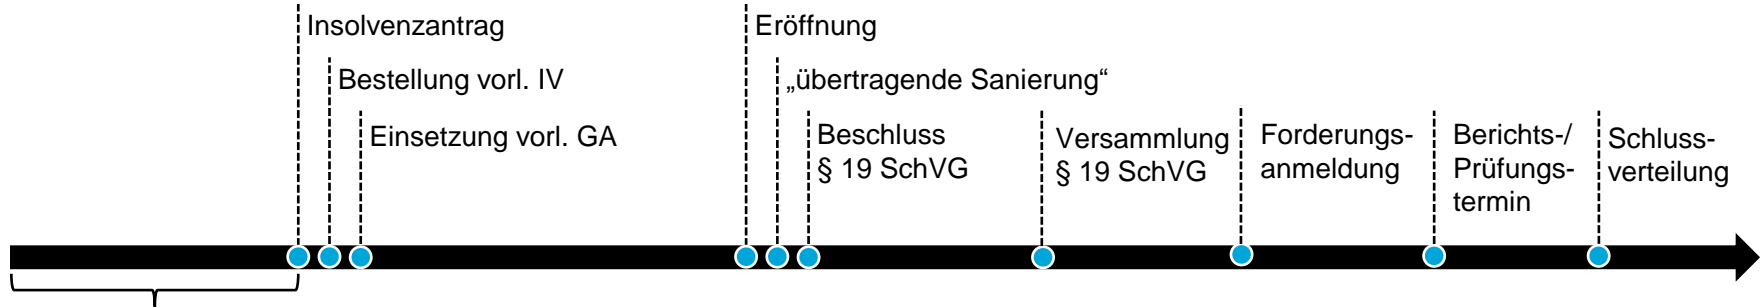 Insolvenzantrag
Bestellung vorl. IV
Einsetzung vorl. GA
Eröffnung
„übertragende Sanierung“
Beschluss
§ 19 SchVG
Versammlung
§ 19 SchVG
Forderungs-
anmeldung
Berichts-/
Prüfungs-
termin
Schluss-
verteilung